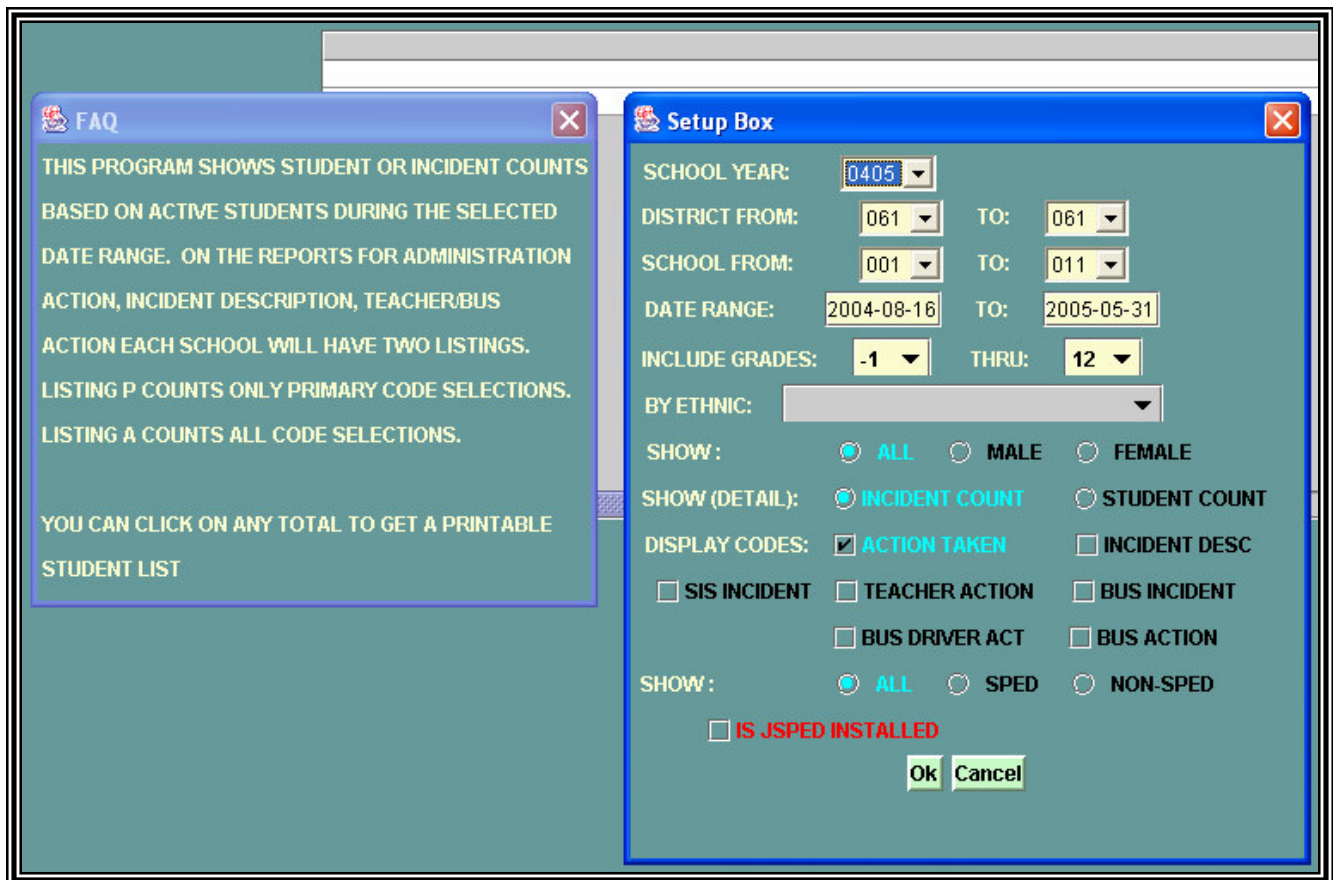 FAQ
THIS PROGRAM SHOWS STUDENT OR INCIDENT COUNTS
BASED ON ACTIVE STUDENTS DURING THE SELECTED
DATE RANGE. ON THE REPORTS FOR ADMINISTRATION
ACTION, INCIDENT DESCRIPTION, TEACHER/BUS
ACTION EACH SCHOOL WILL HAVE TWO LISTINGS.
LISTING P COUNTS ONLY PRIMARY CODE SELECTIONS.
LISTING A COUNTS ALL CODE SELECTIONS.
YOU CAN CLICK ON ANY TOTAL TO GET A PRINTABLE
STUDENT LIST
Setup Box
SCHOOL YEAR: 0405
DISTRICT FROM: 061 TO: 061
SCHOOL FROM: 001 TO: 011
DATE RANGE: 2004-08-16 TO: 2005-05-31
INCLUDE GRADES: -1 THRU: 12
BY ETHNIC:
SHOW: ALL MALE FEMALE
SHOW (DETAIL): INCIDENT COUNT STUDENT COUNT
DISPLAY CODES: ACTION TAKEN INCIDENT DESC
SIS INCIDENT TEACHER ACTION BUS INCIDENT
BUS DRIVER ACT BUS ACTION
SHOW: ALL SPED NON-SPED
IS JSPED INSTALLED
Ok Cancel